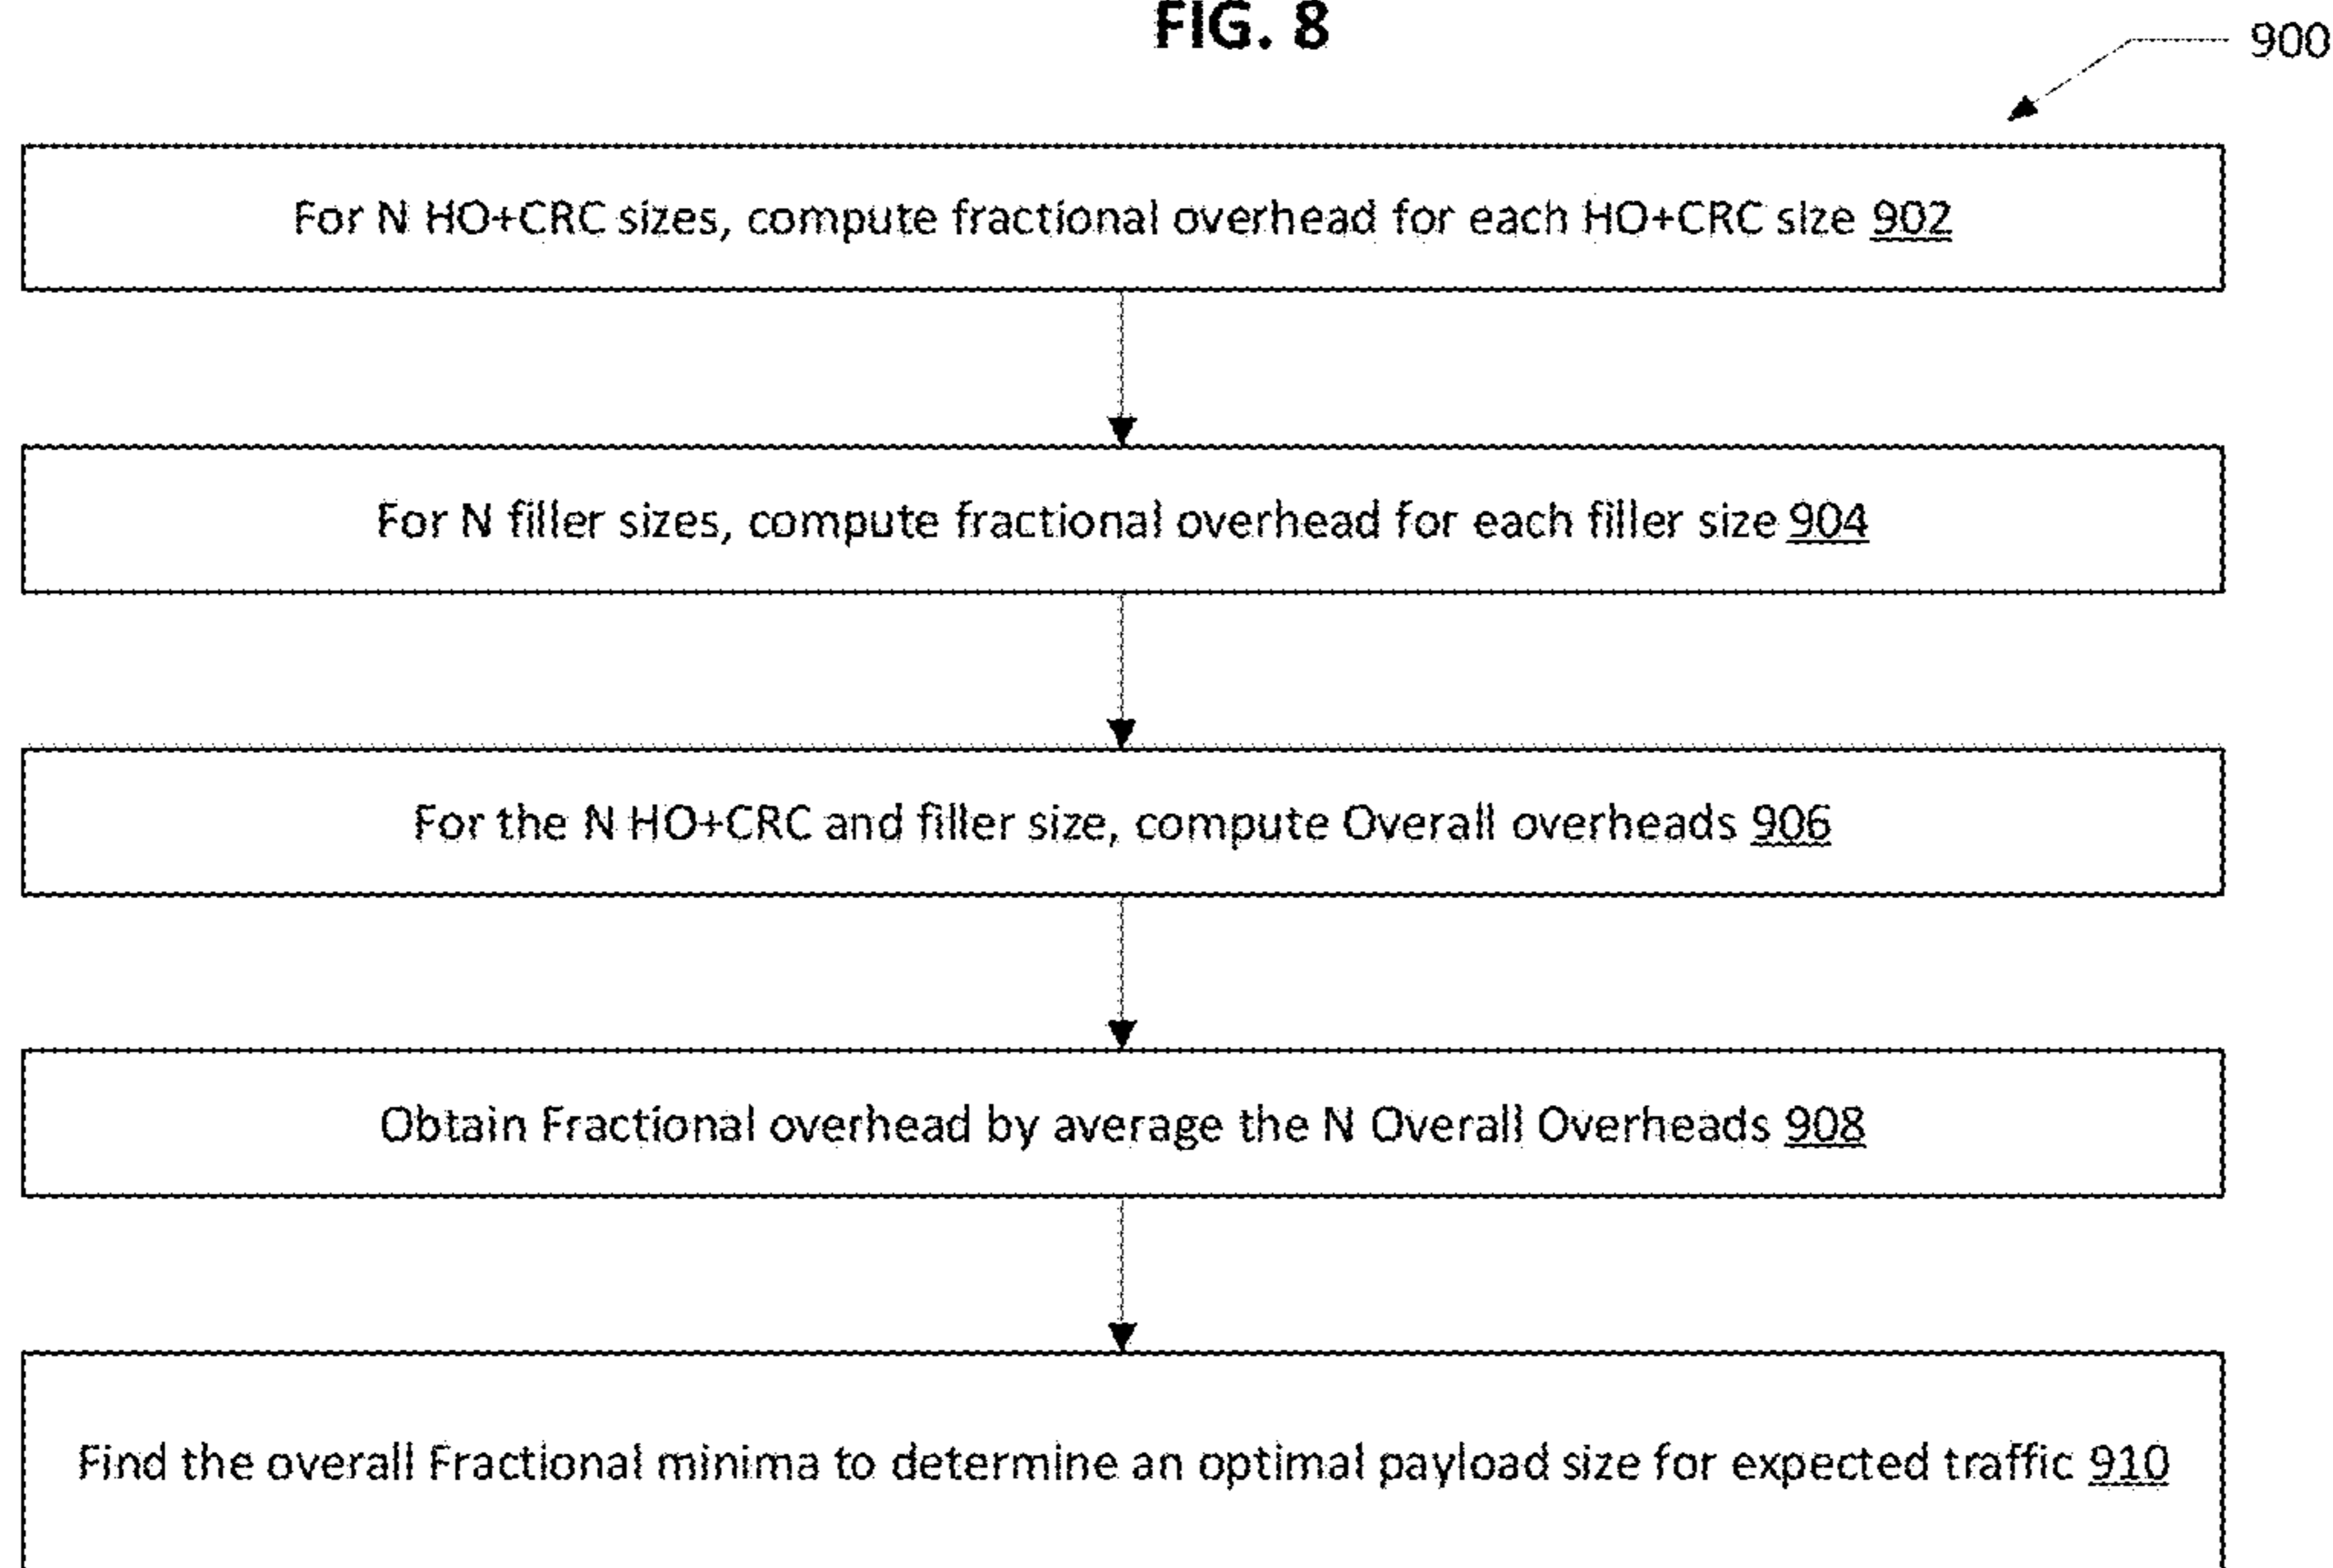 FIG. 8
900
For N HO+CRC sizes, compute fractional overhead for each HO+CRC size 902
For N filler sizes, compute fractional overhead for each filler size 904
For the N HO+CRC and filler size, compute Overall overheads 906
Obtain Fractional overhead by average the N Overall Overheads 908
Find the overall Fractional minima to determine an optimal payload size for expected traffic 910